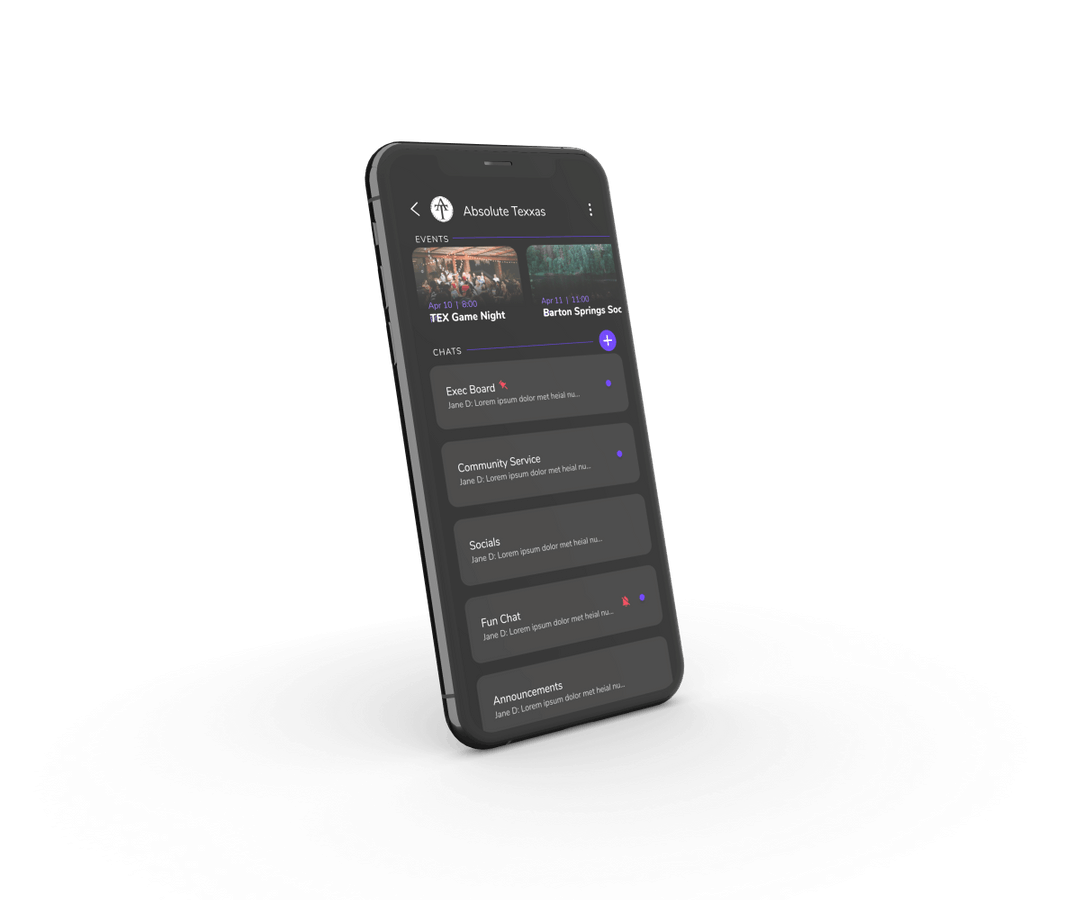 Absolute Texxas
EVENTS
Apr 10 | 8:00
TEX Game Night
Apr 11 | 11:00
Barton Springs Soc
CHATS
Exec Board
Jane D: Lorem ipsum dolor met heial nu...
Community Service
Jane D: Lorem ipsum dolor met heial nu...
Socials
Jane D: Lorem ipsum dolor met heial nu...
Fun Chat
Jane D: Lorem ipsum dolor met heial nu...
Announcements
Jane D: Lorem ipsum dolor met heial nu...